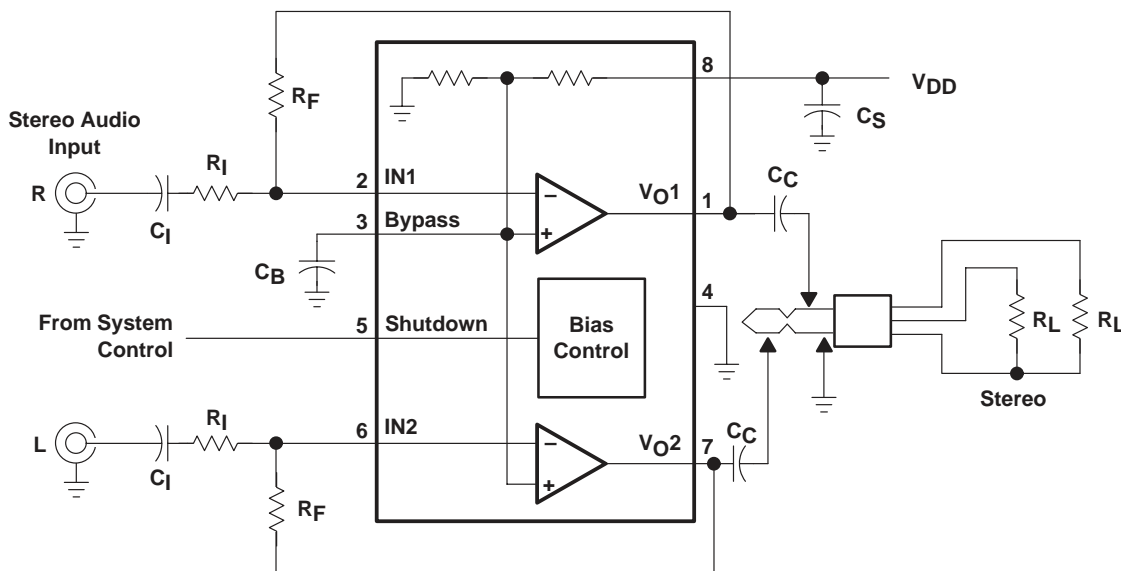 8
VDD
RF
CS
Stereo Audio
Input
RI
CC
R
2
IN1
–
VO1
1
3
Bypass
+
CI
CB
4
From System
Control
5
Shutdown
Bias
Control
RL
RL
Stereo
RI
6
IN2
–
VO2
7
CC
L
CI
+
RF